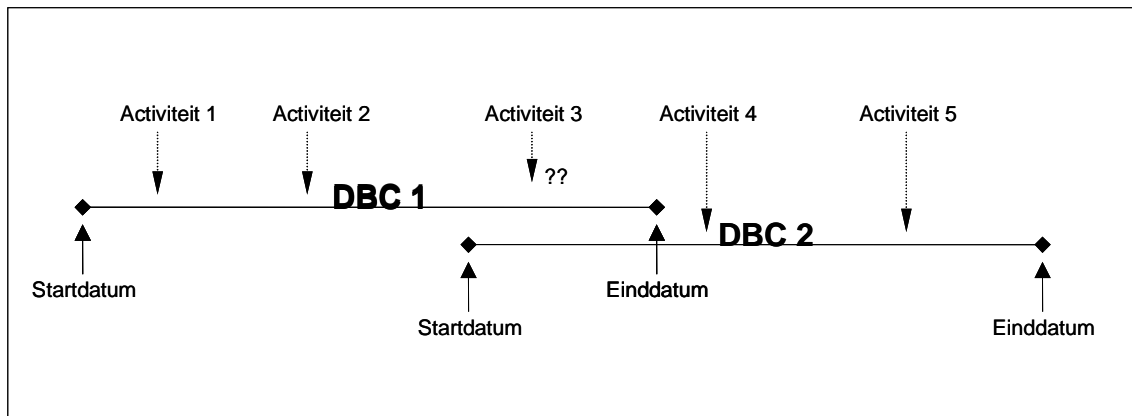 Activiteit 1
Activiteit 2
Activiteit 3
Activiteit 4
Activiteit 5
??
DBC 1
DBC 2
Startdatum
Einddatum
Startdatum
Einddatum